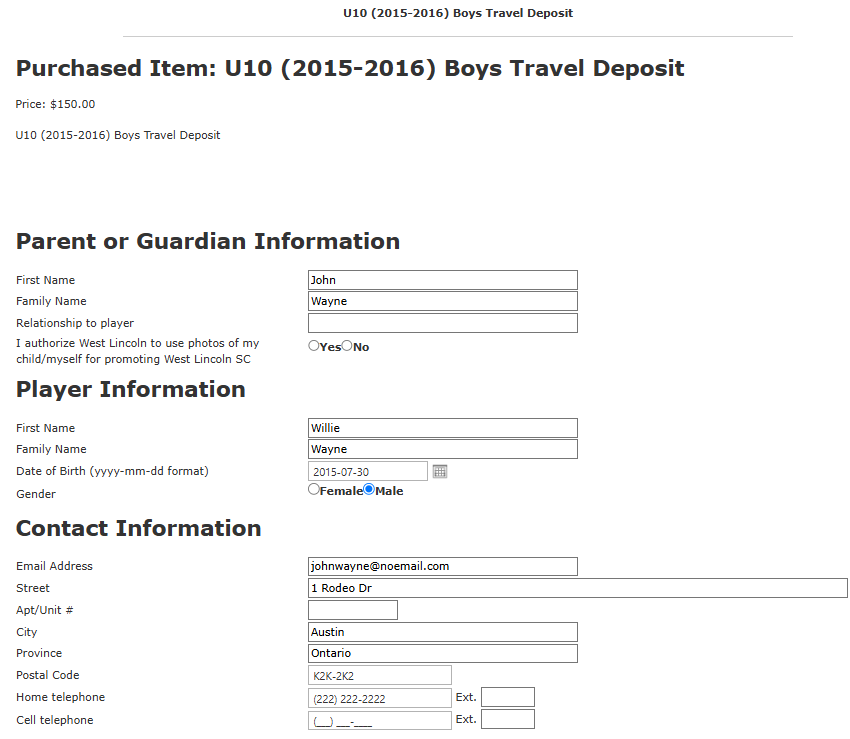 U10 (2015-2016) Boys Travel Deposit
Purchased Item: U10 (2015-2016) Boys Travel Deposit
Price: $150.00
U10 (2015-2016) Boys Travel Deposit
Parent or Guardian Information
First Name John
Family Name Wayne
Relationship to player
I authorize West Lincoln to use photos of my
child/myself for promoting West Lincoln SC Yes No
Player Information
First Name Willie
Family Name Wayne
Date of Birth (yyyy-mm-dd format) 2015-07-30
Gender Female Male
Contact Information
Email Address johnwayne@noemail.com
Street 1 Rodeo Dr
Apt/Unit #
City Austin
Province Ontario
Postal Code K2K-2K2
Home telephone (222) 222-2222 Ext.
Cell telephone (__) ___-____ Ext.